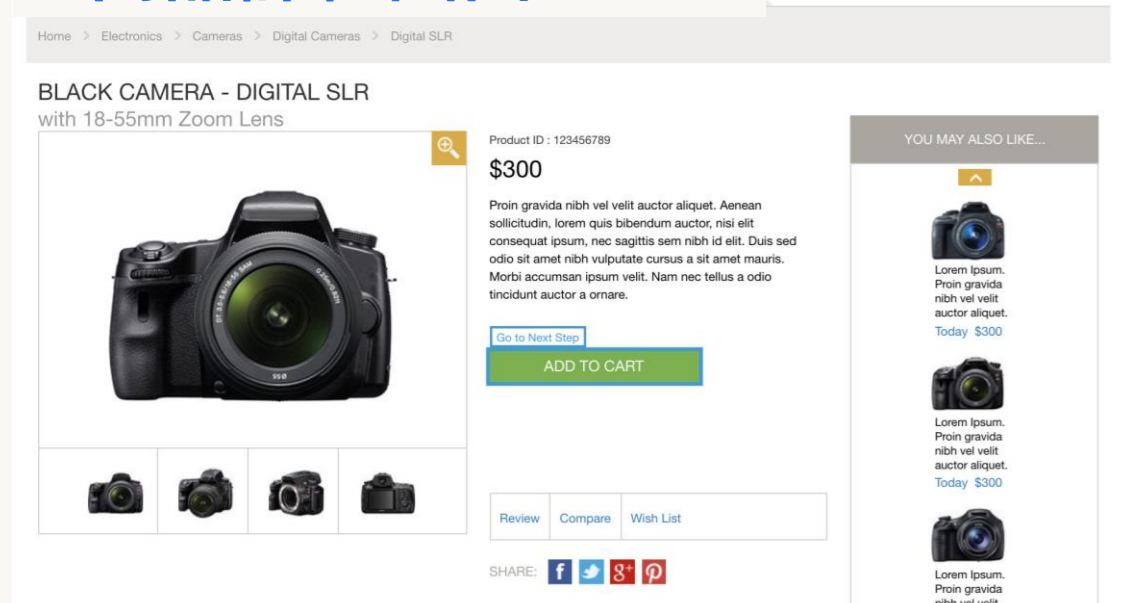 Home > Electronics > Cameras > Digital Cameras > Digital SLR
BLACK CAMERA - DIGITAL SLR
with 18-55mm Zoom Lens
Product ID : 123456789
$300
Proin gravida nibh vel velit auctor aliquet. Aenean
sollicitudin, lorem quis bibendum auctor, nisi elit
consequat ipsum, nec sagittis sem nibh id elit. Duis sed
odio sit amet nibh vulputate cursus a sit amet mauris.
Morbi accumsan ipsum velit. Nam nec tellus a odio
tincidunt auctor a ornare.
Go to Next Step
ADD TO CART
Review
Compare
Wish List
SHARE:
YOU MAY ALSO LIKE...
Lorem Ipsum.
Proin gravida
nibh vel velit
auctor aliquet.
Today $300
Lorem Ipsum.
Proin gravida
nibh vel velit
auctor aliquet.
Today $300
Lorem Ipsum.
Proin gravida
nibh vel velit